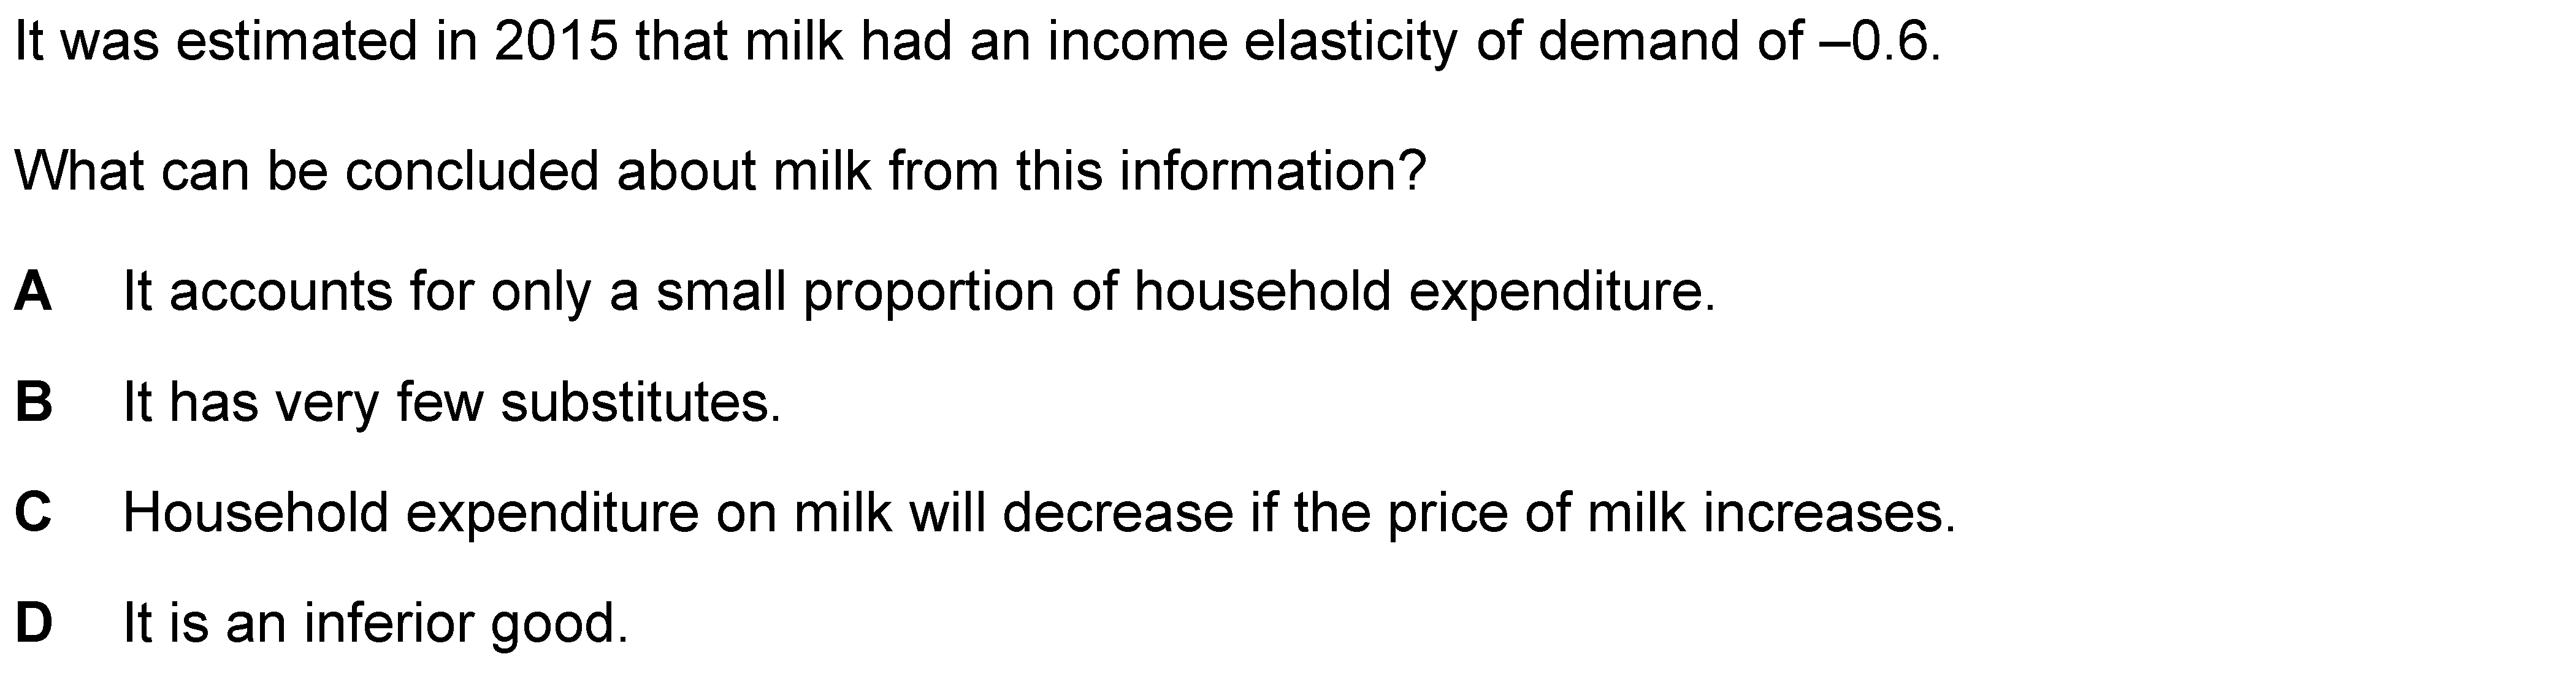 It was estimated in 2015 that milk had an income elasticity of demand of –0.6.
What can be concluded about milk from this information?
A It accounts for only a small proportion of household expenditure.
B It has very few substitutes.
C Household expenditure on milk will decrease if the price of milk increases.
D It is an inferior good.